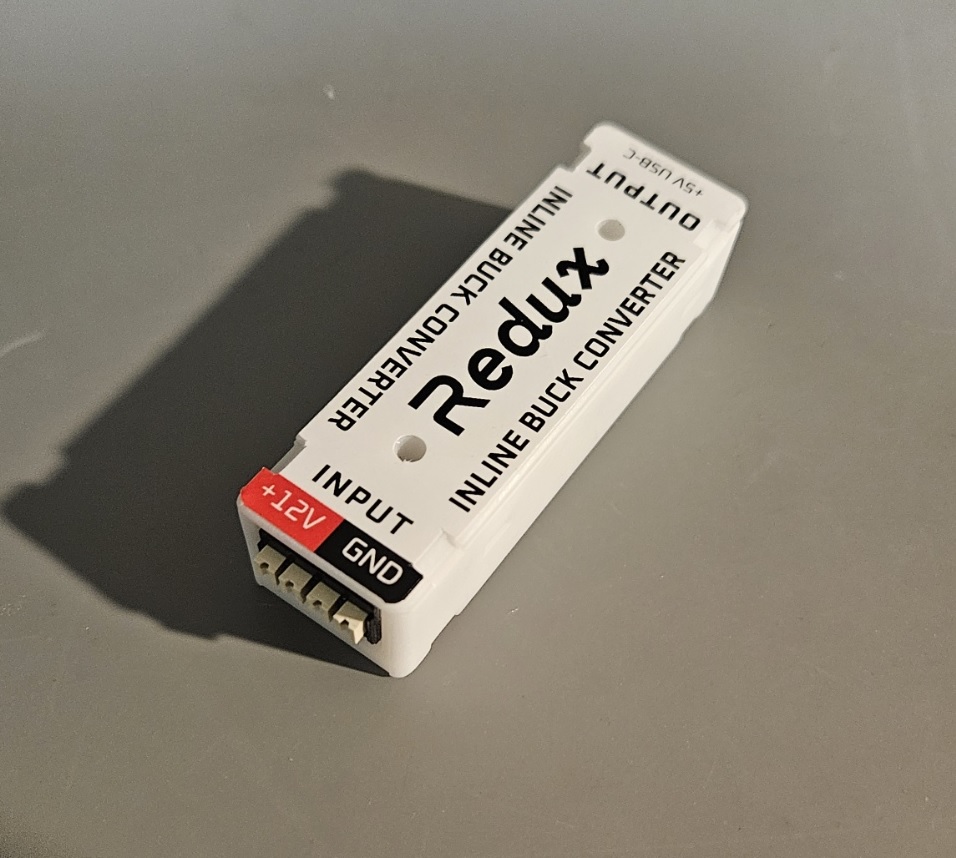 +5V USB-C
OUTPUT
INLINE BUCK CONVERTER
Redux
INLINE BUCK CONVERTER
INPUT
+12V GND